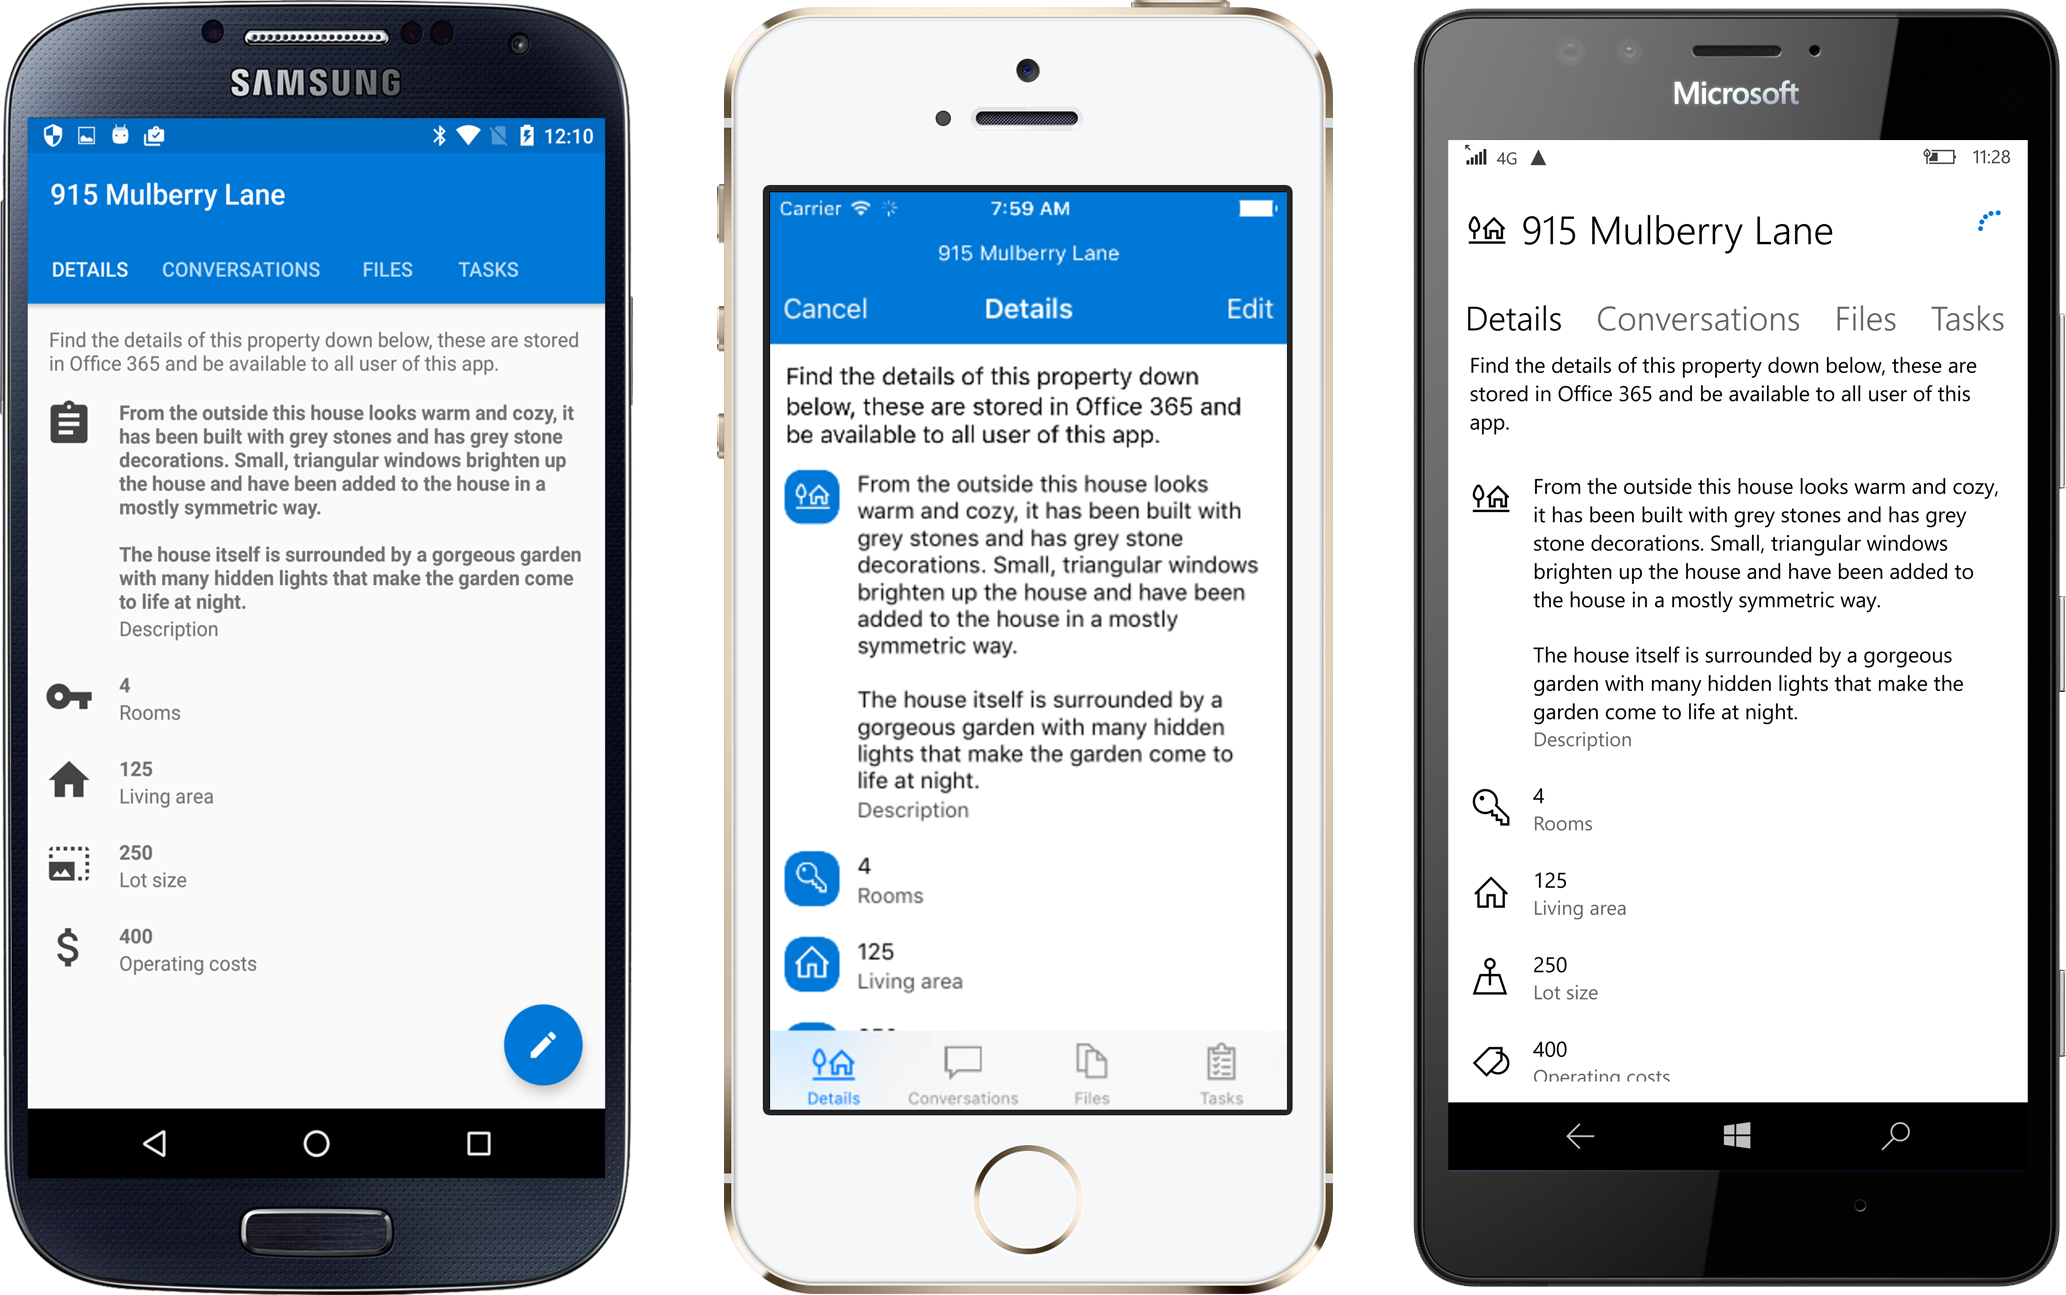 SAMSUNG
12:10
915 Mulberry Lane
DETAILS CONVERSATIONS FILES TASKS
Find the details of this property down below, these are stored
in Office 365 and be available to all user of this app.
From the outside this house looks warm and cozy, it
has been built with grey stones and has grey stone
decorations. Small, triangular windows brighten up
the house and have been added to the house in a
mostly symmetric way.
The house itself is surrounded by a gorgeous garden
with many hidden lights that make the garden come
to life at night.
Description
4
Rooms
125
Living area
250
Lot size
400
Operating costs
Carrier 7:59 AM
915 Mulberry Lane
Cancel Details Edit
Find the details of this property down
below, these are stored in Office 365 and
be available to all user of this app.
From the outside this house looks
warm and cozy, it has been built with
grey stones and has grey stone
decorations. Small, triangular windows
brighten up the house and have been
added to the house in a mostly
symmetric way.
The house itself is surrounded by a
gorgeous garden with many hidden
lights that make the garden come to
life at night.
Description
4
Rooms
125
Living area
Details Conversations Files Tasks
Microsoft
4G 11:28
915 Mulberry Lane
Details Conversations Files Tasks
Find the details of this property down below, these are
stored in Office 365 and be available to all user of this
app.
From the outside this house looks warm and cozy,
it has been built with grey stones and has grey
stone decorations. Small, triangular windows
brighten up the house and have been added to
the house in a mostly symmetric way.
The house itself is surrounded by a gorgeous
garden with many hidden lights that make the
garden come to life at night.
Description
4
Rooms
125
Living area
250
Lot size
400
Operating costs